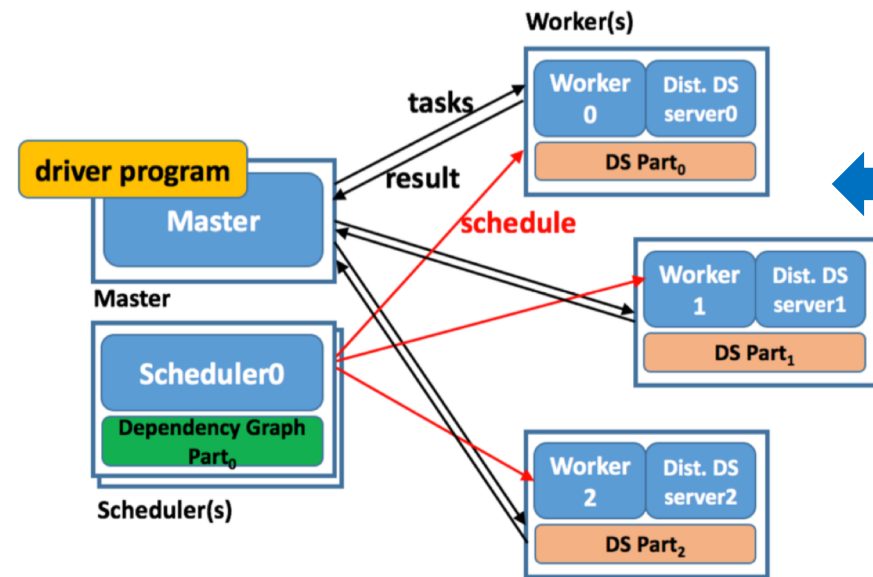 Worker(s)
Worker
0
Dist. DS
server0
DS Part₀
tasks
result
driver program
Master
Master
schedule
Worker
1
Dist. DS
server1
DS Part₁
Scheduler0
Dependency Graph
Part₀
Scheduler(s)
Worker
2
Dist. DS
server2
DS Part₂